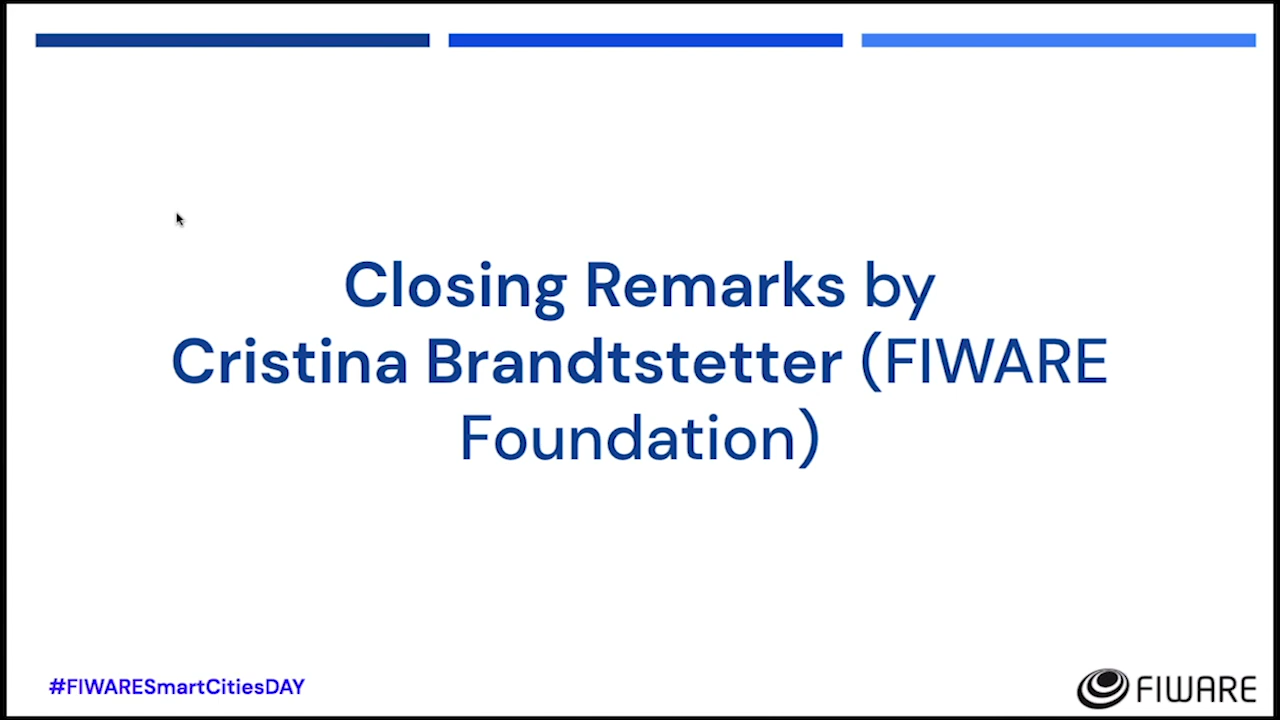 Closing Remarks by
Cristina Brandtstetter (FIWARE
Foundation)
#FIWARESmartCitiesDAY
FIWARE